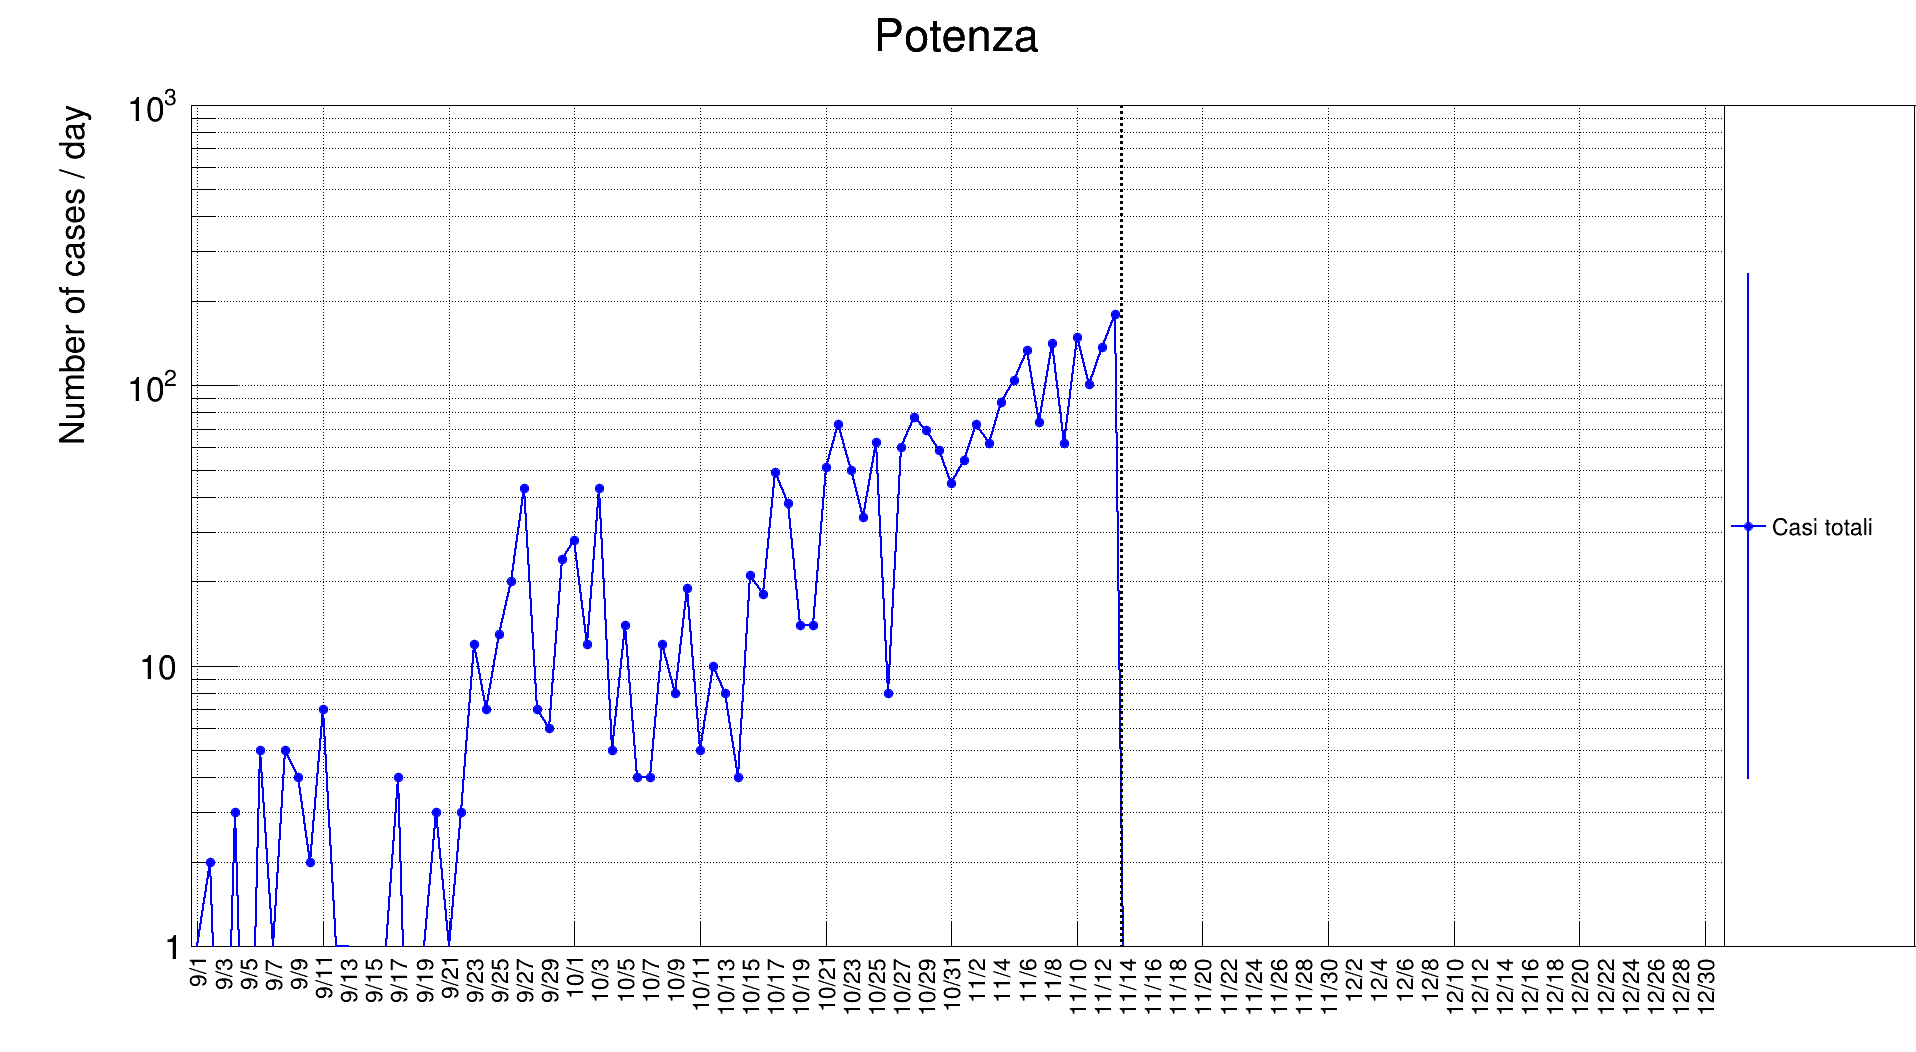 Potenza
Number of cases / day
10³
10²
10
1
9/1 9/3 9/5 9/7 9/9 9/11 9/13 9/15 9/17 9/19 9/21 9/23 9/25 9/27 9/29 10/1 10/3 10/5 10/7 10/9 10/11 10/13 10/15 10/17 10/19 10/21 10/23 10/25 10/27 10/29 10/31 11/2 11/4 11/6 11/8 11/10 11/12 11/14 11/16 11/18 11/20 11/22 11/24 11/26 11/28 11/30 12/2 12/4 12/6 12/8 12/10 12/12 12/14 12/16 12/18 12/20 12/22 12/24 12/26 12/28 12/30
Casi totali